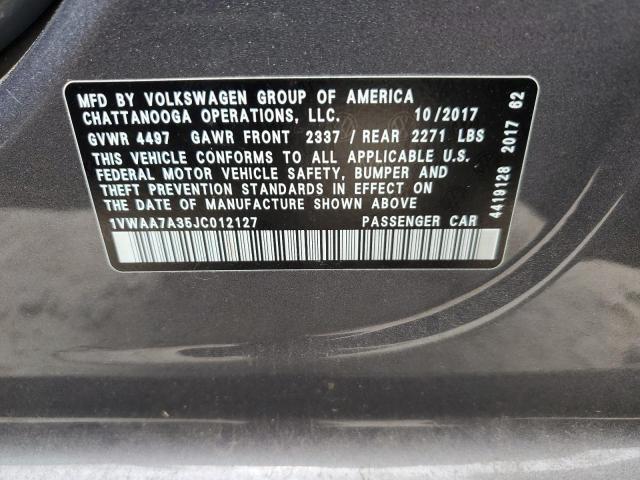 MFD BY VOLKSWAGEN GROUP OF AMERICA
CHATTANOOGA OPERATIONS, LLC. 10/2017
GVWR 4497 GAWR FRONT 2337 / REAR 2271 LBS
THIS VEHICLE CONFORMS TO ALL APPLICABLE U.S.
FEDERAL MOTOR VEHICLE SAFETY, BUMPER AND
THEFT PREVENTION STANDARDS IN EFFECT ON
THE DATE OF MANUFACTURE SHOWN ABOVE
1VWAA7A35JC012127 PASSENGER CAR
4419128 2017 62